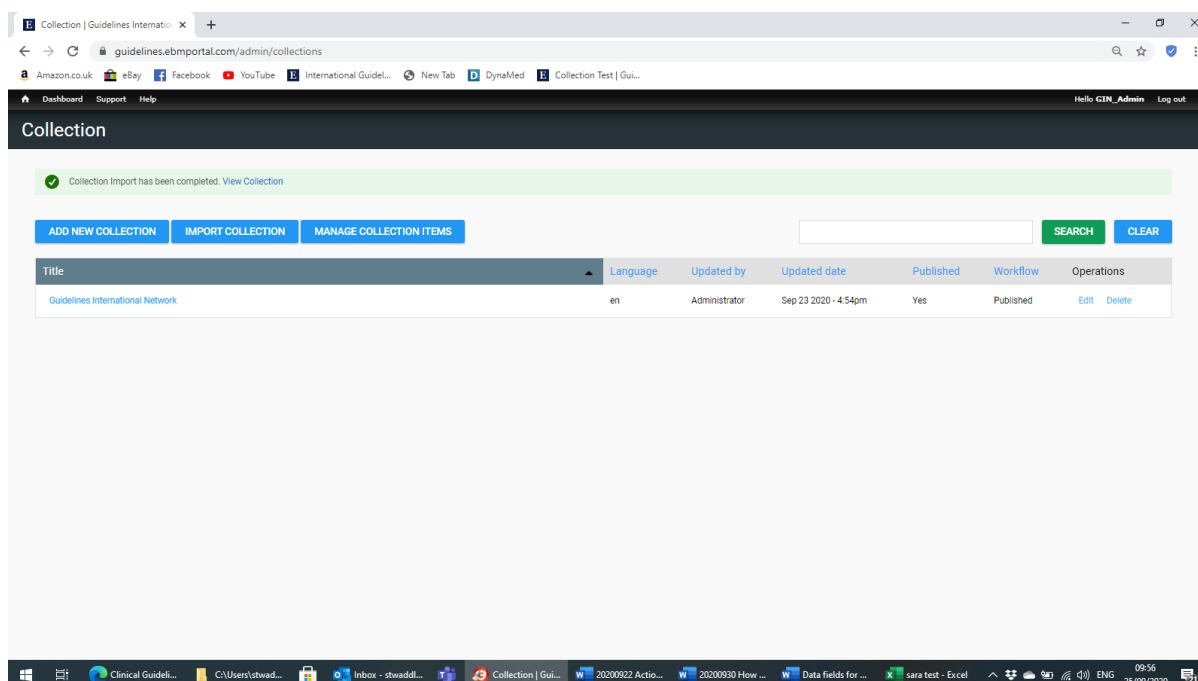 E Collection | Guidelines Internatio × +
guidelines.ebmportal.com/admin/collections
a Amazon.co.uk eBay Facebook YouTube E International Guidel... New Tab D DynaMed E Collection Test | Gui...
Dashboard Support Help Hello GIN_Admin Log out
Collection
Collection Import has been completed. View Collection
ADD NEW COLLECTION IMPORT COLLECTION MANAGE COLLECTION ITEMS SEARCH CLEAR
Title Language Updated by Updated date Published Workflow Operations
Guidelines International Network en Administrator Sep 23 2020 - 4:54pm Yes Published Edit Delete
Clinical Guideli... C:\Users\stwad... Inbox - stwaddl... Collection | Gui... 20200922 Actio... 20200930 How ... Data fields for ... sara test - Excel ENG 09:56
25/09/2020